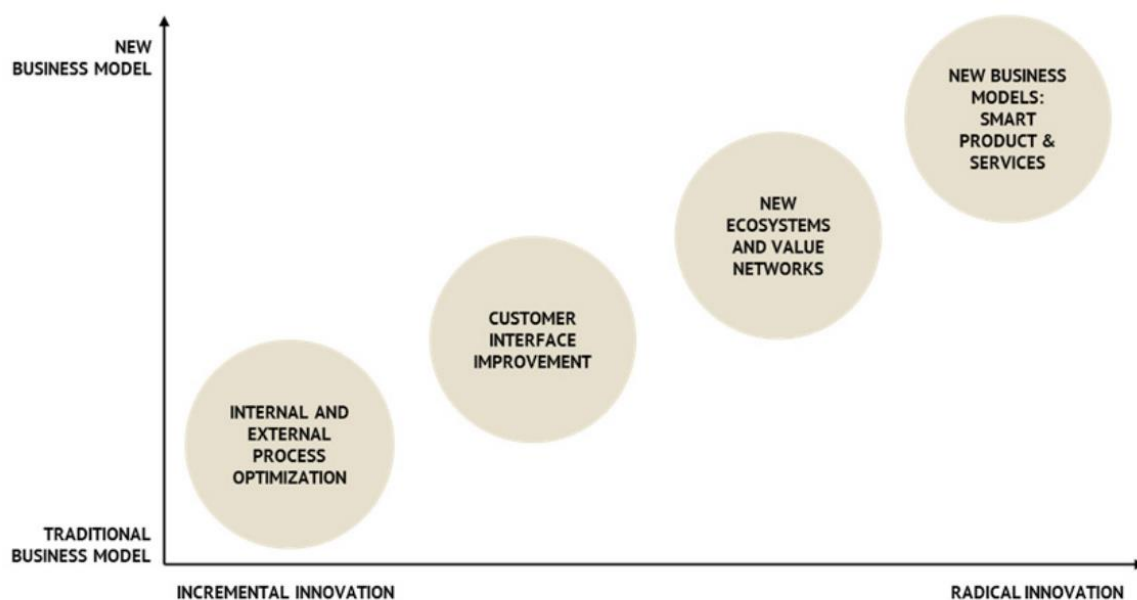 NEW
BUSINESS MODEL
NEW BUSINESS
MODELS:
SMART
PRODUCT &
SERVICES
NEW
ECOSYSTEMS
AND VALUE
NETWORKS
CUSTOMER
INTERFACE
IMPROVEMENT
INTERNAL AND
EXTERNAL
PROCESS
OPTIMIZATION
TRADITIONAL
BUSINESS MODEL
INCREMENTAL INNOVATION
RADICAL INNOVATION